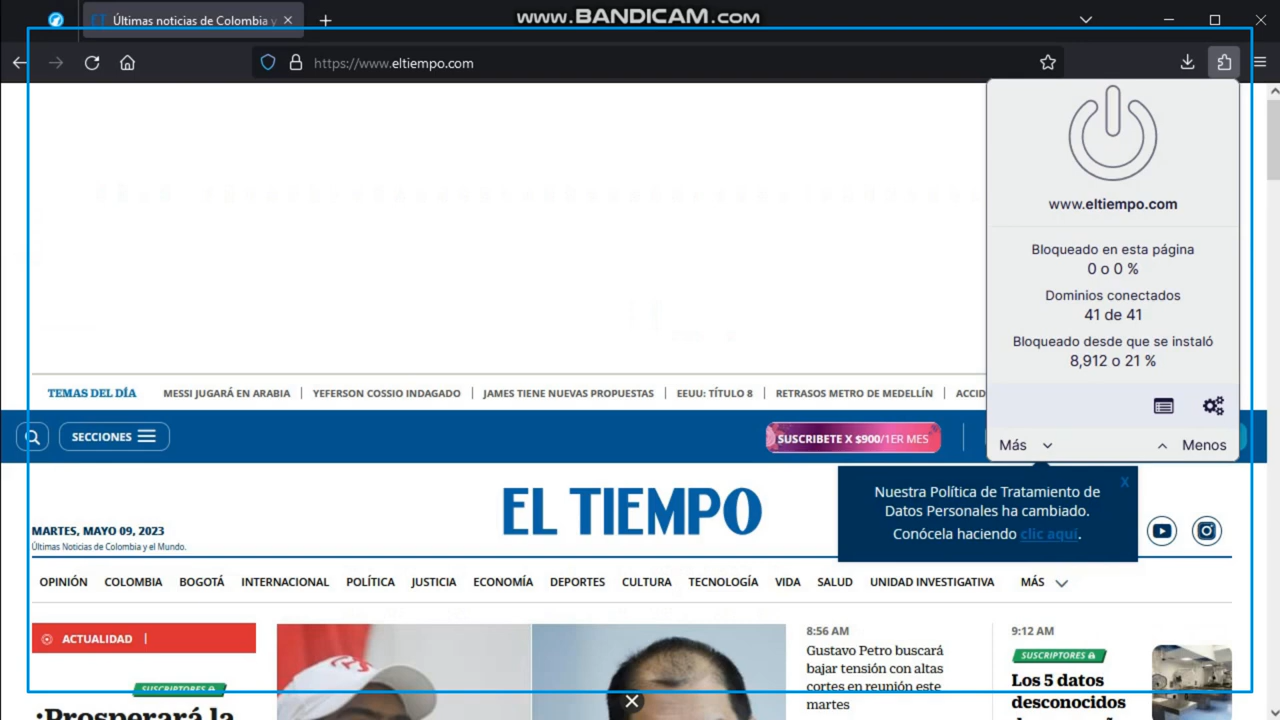 www.BANDICAM.com
Últimas noticias de Colombia y
https://www.eltiempo.com
www.eltiempo.com
Bloqueado en esta página
0 o 0 %
Dominios conectados
41 de 41
Bloqueado desde que se instaló
8,912 o 21 %
Más
Menos
TEMAS DEL DÍA
MESSI JUGARÁ EN ARABIA
YEFERSON COSSIO INDAGADO
JAMES TIENE NUEVAS PROPUESTAS
EEUU: TÍTULO 8
RETRASOS METRO DE MEDELLÍN
ACCID
SECCIONES
SUSCRIBETE X $900/1ER MES
Nuestra Política de Tratamiento de
Datos Personales ha cambiado.
Conócela haciendo clic aquí.
X
EL TIEMPO
MARTES, MAYO 09, 2023
Últimas Noticias de Colombia y el Mundo.
OPINIÓN COLOMBIA BOGOTÁ INTERNACIONAL POLÍTICA JUSTICIA ECONOMÍA DEPORTES CULTURA TECNOLOGÍA VIDA SALUD UNIDAD INVESTIGATIVA MÁS
ACTUALIDAD
SUSCRIPTORES
¿Prosperará la
8:56 AM
Gustavo Petro buscará
bajar tensión con altas
cortes en reunión este
martes
9:12 AM
SUSCRIPTORES
Los 5 datos
desconocidos